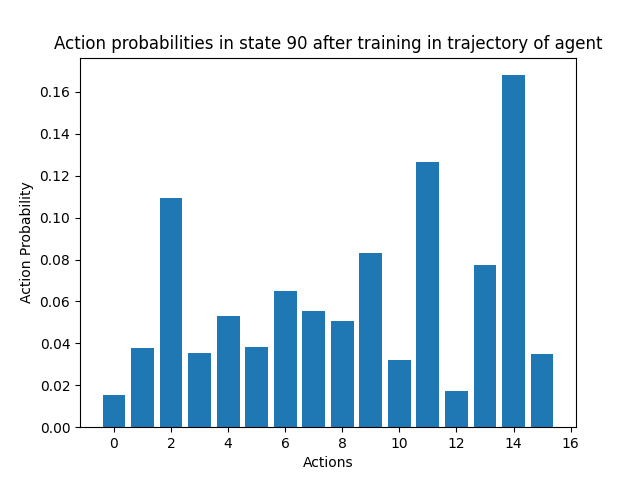 Action probabilities in state 90 after training in trajectory of agent
0.16
0.14
0.12
0.10
0.08
0.06
0.04
0.02
0.00
Action Probability
0 2 4 6 8 10 12 14 16
Actions